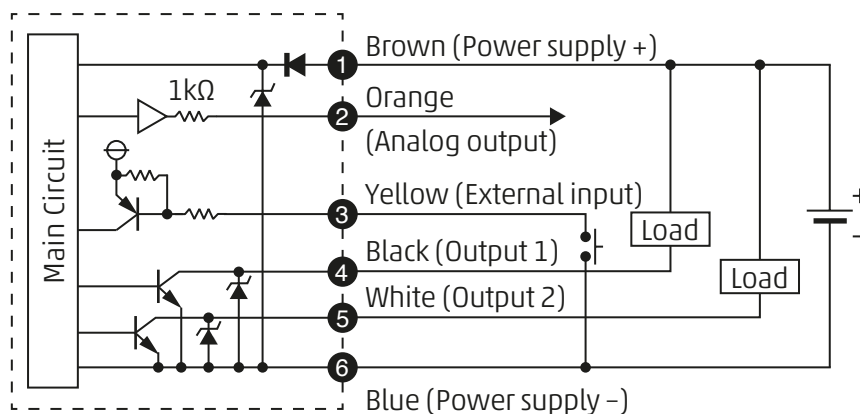 Main Circuit
1kΩ
1 Brown (Power supply +)
2 Orange
(Analog output)
3 Yellow (External input)
4 Black (Output 1)
5 White (Output 2)
6
Blue (Power supply –)
Load
Load
+
–